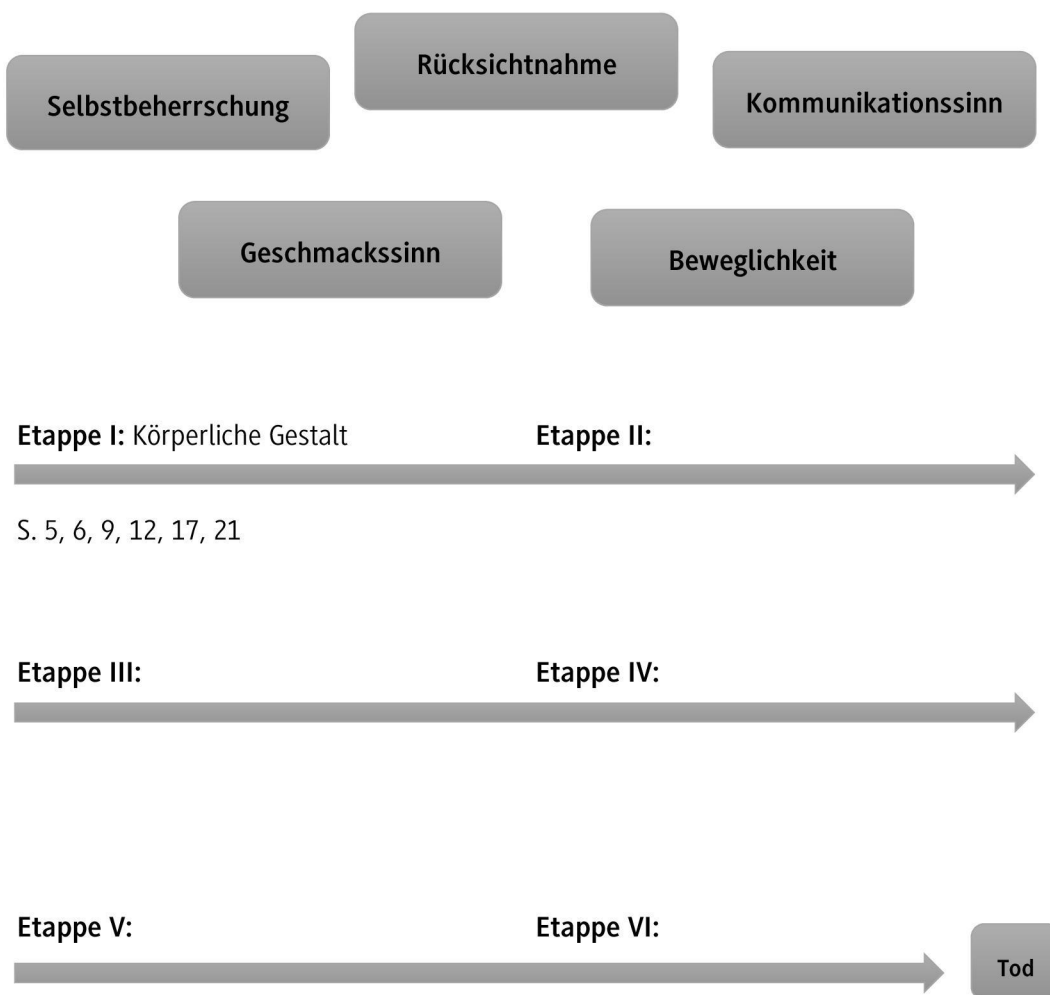 Rücksichtnahme
Selbstbeherrschung
Kommunikationssinn
Geschmackssinn
Beweglichkeit
Etappe I: Körperliche Gestalt
Etappe II:
S. 5, 6, 9, 12, 17, 21
Etappe III:
Etappe IV:
Etappe V:
Etappe VI:
Tod